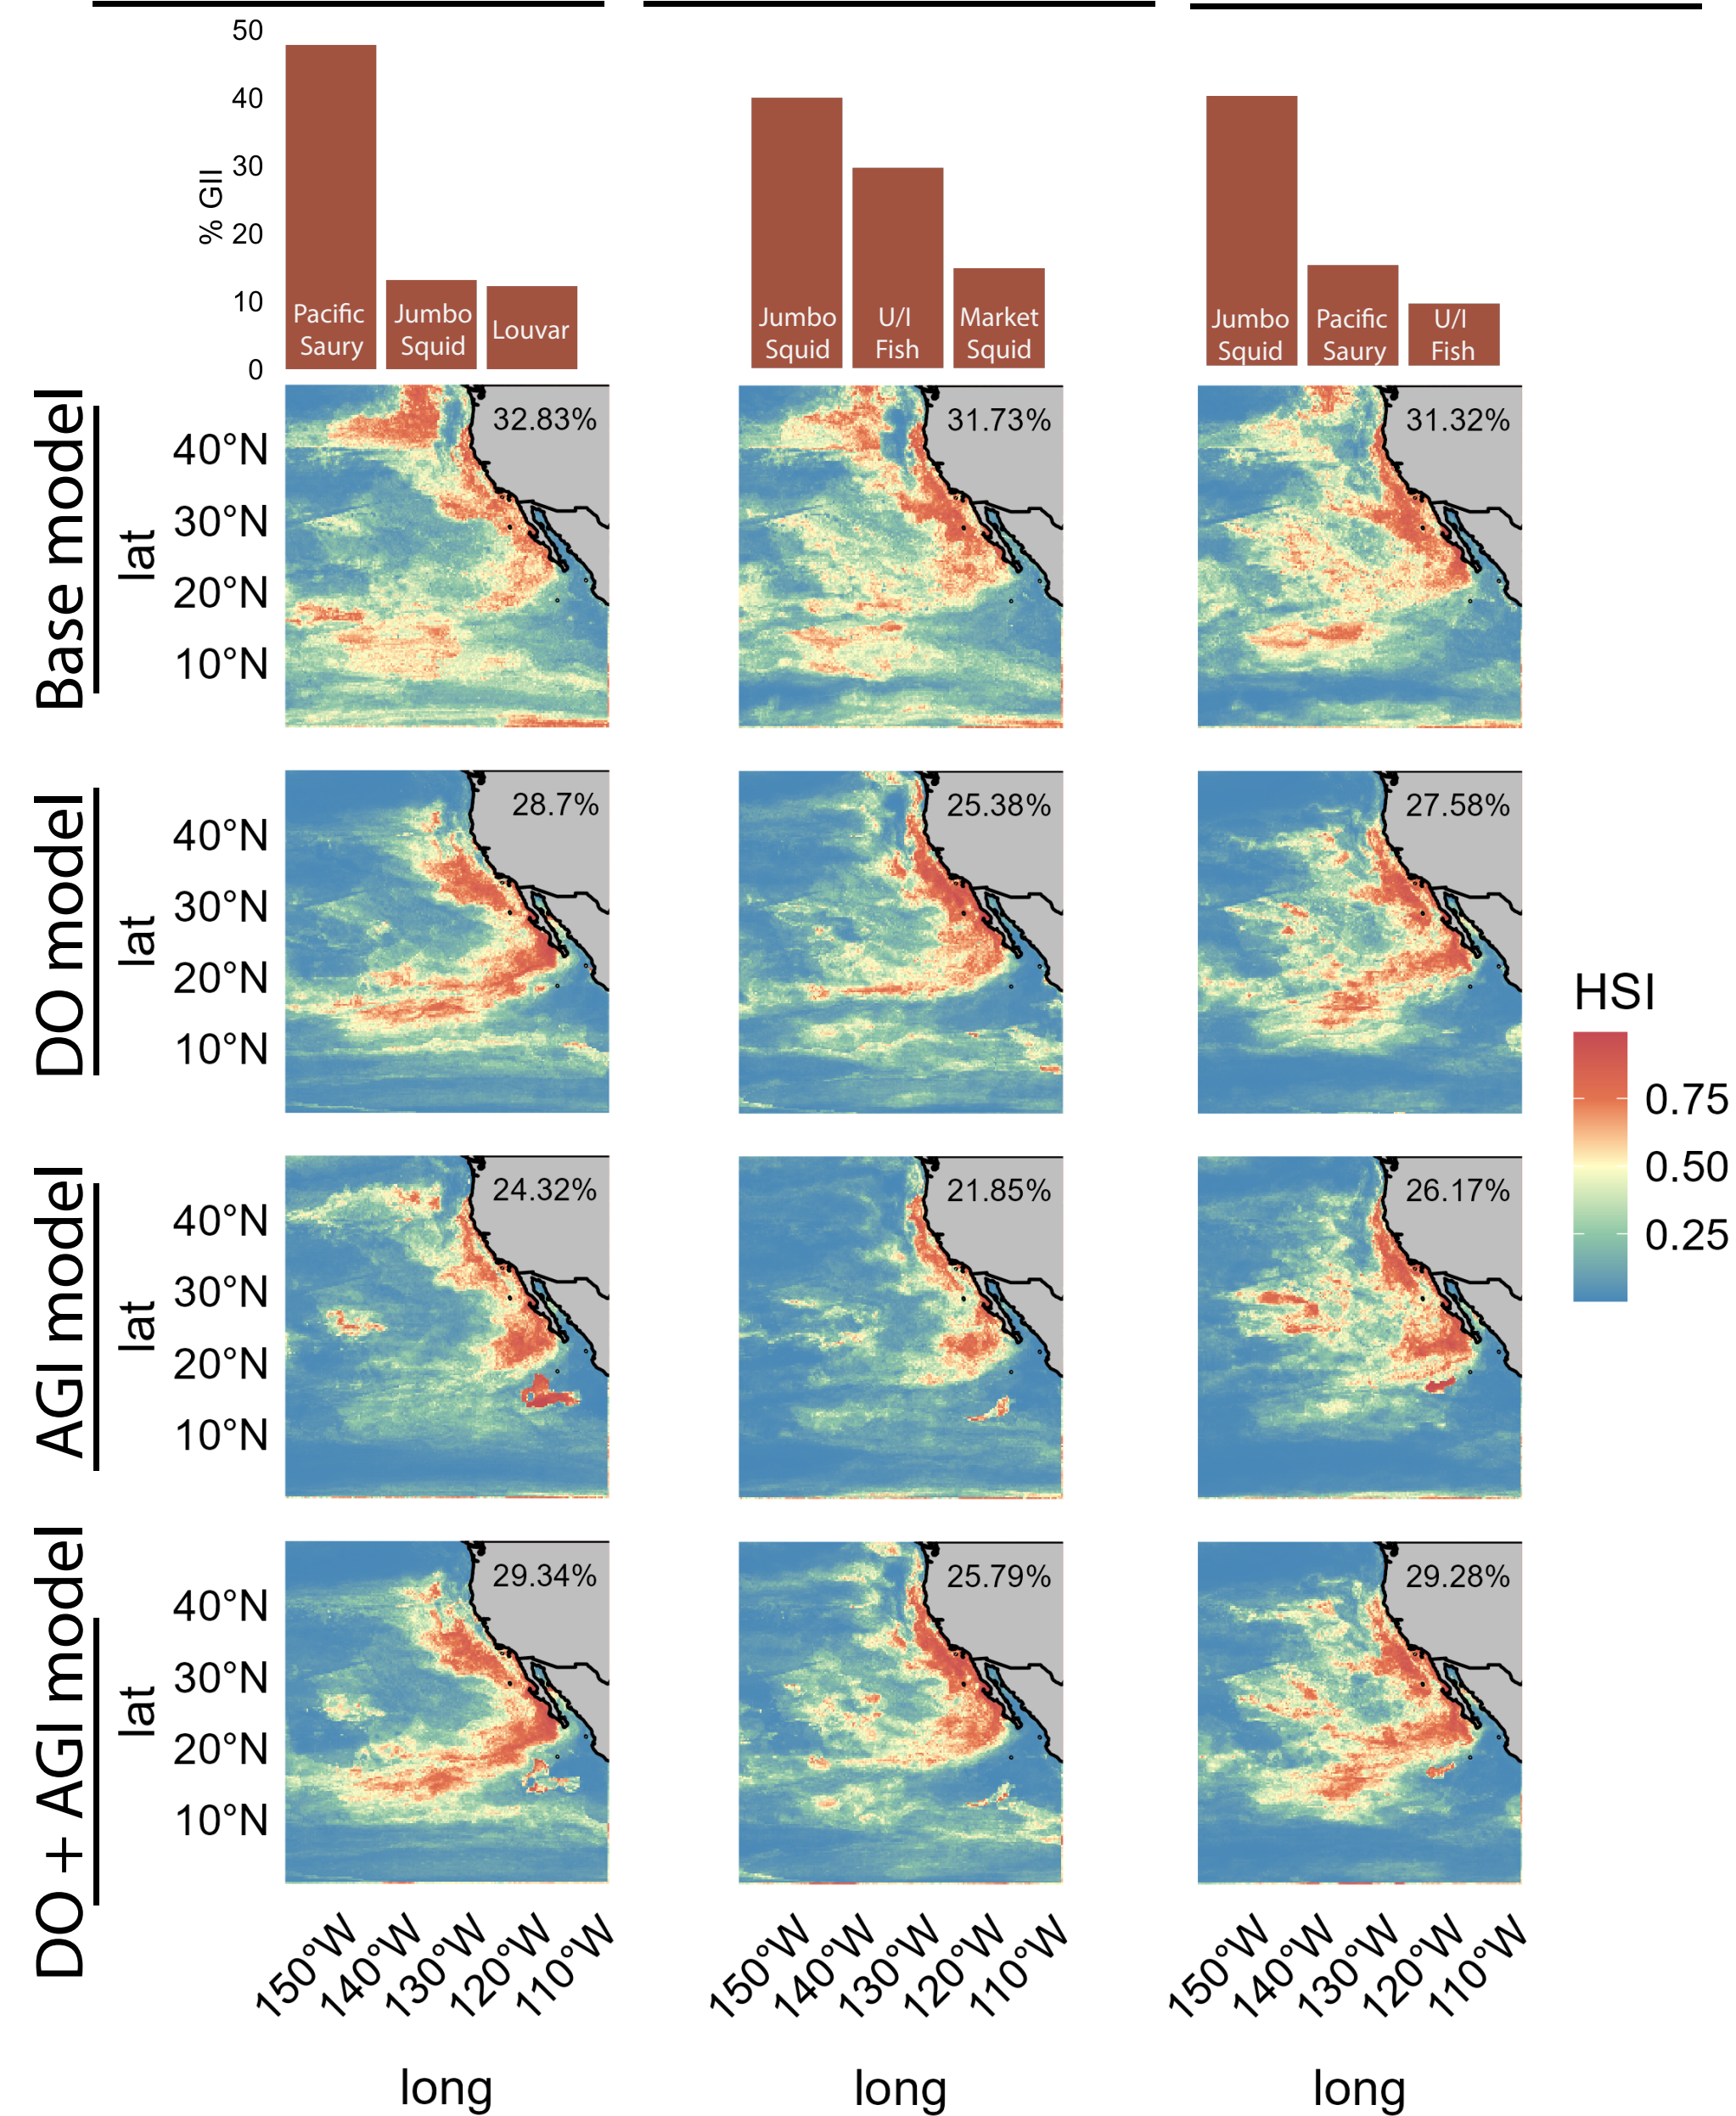 50
40
30
20
10
0
% GII
Pacific
Saury
Jumbo
Squid
Louvar
Jumbo
Squid
U/I
Fish
Market
Squid
Jumbo
Squid
Pacific
Saury
U/I
Fish
Base model
lat
40°N
30°N
20°N
10°N
32.83%
31.73%
31.32%
DO model
lat
40°N
30°N
20°N
10°N
28.7%
25.38%
27.58%
HSI
0.75
0.50
0.25
AGI model
lat
40°N
30°N
20°N
10°N
24.32%
21.85%
26.17%
DO + AGI model
lat
40°N
30°N
20°N
10°N
29.34%
25.79%
29.28%
150°W
140°W
130°W
120°W
110°W
150°W
140°W
130°W
120°W
110°W
150°W
140°W
130°W
120°W
110°W
long
long
long